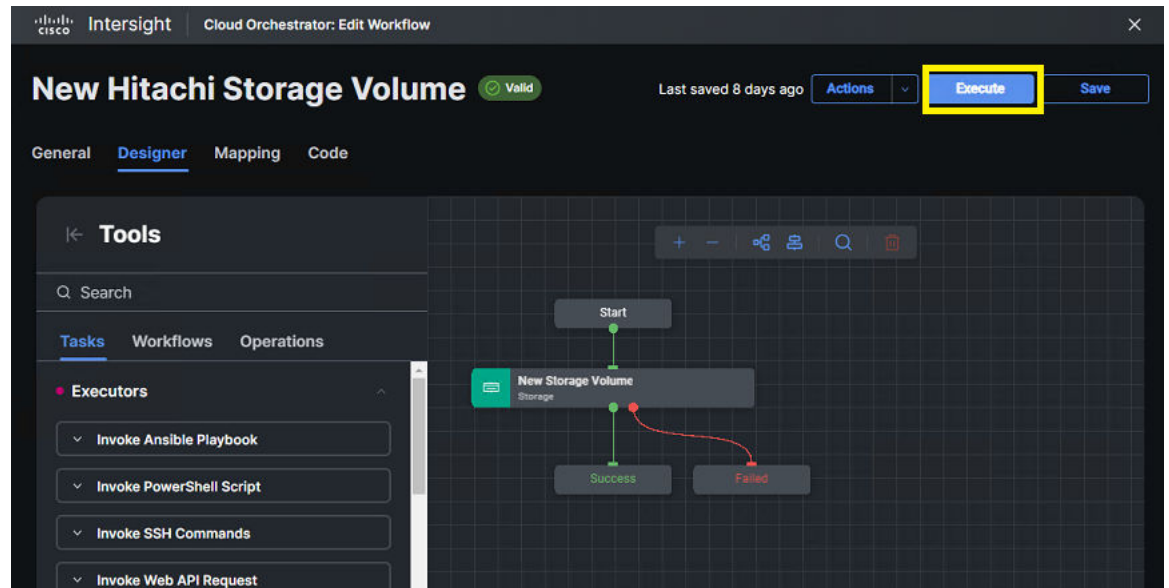 cisco Intersight Cloud Orchestrator: Edit Workflow
New Hitachi Storage Volume Valid Last saved 8 days ago Actions Execute Save
General Designer Mapping Code
Tools
Search
Start
Tasks Workflows Operations
New Storage Volume
Storage
Executors
Invoke Ansible Playbook
Success Failed
Invoke PowerShell Script
Invoke SSH Commands
Invoke Web API Request